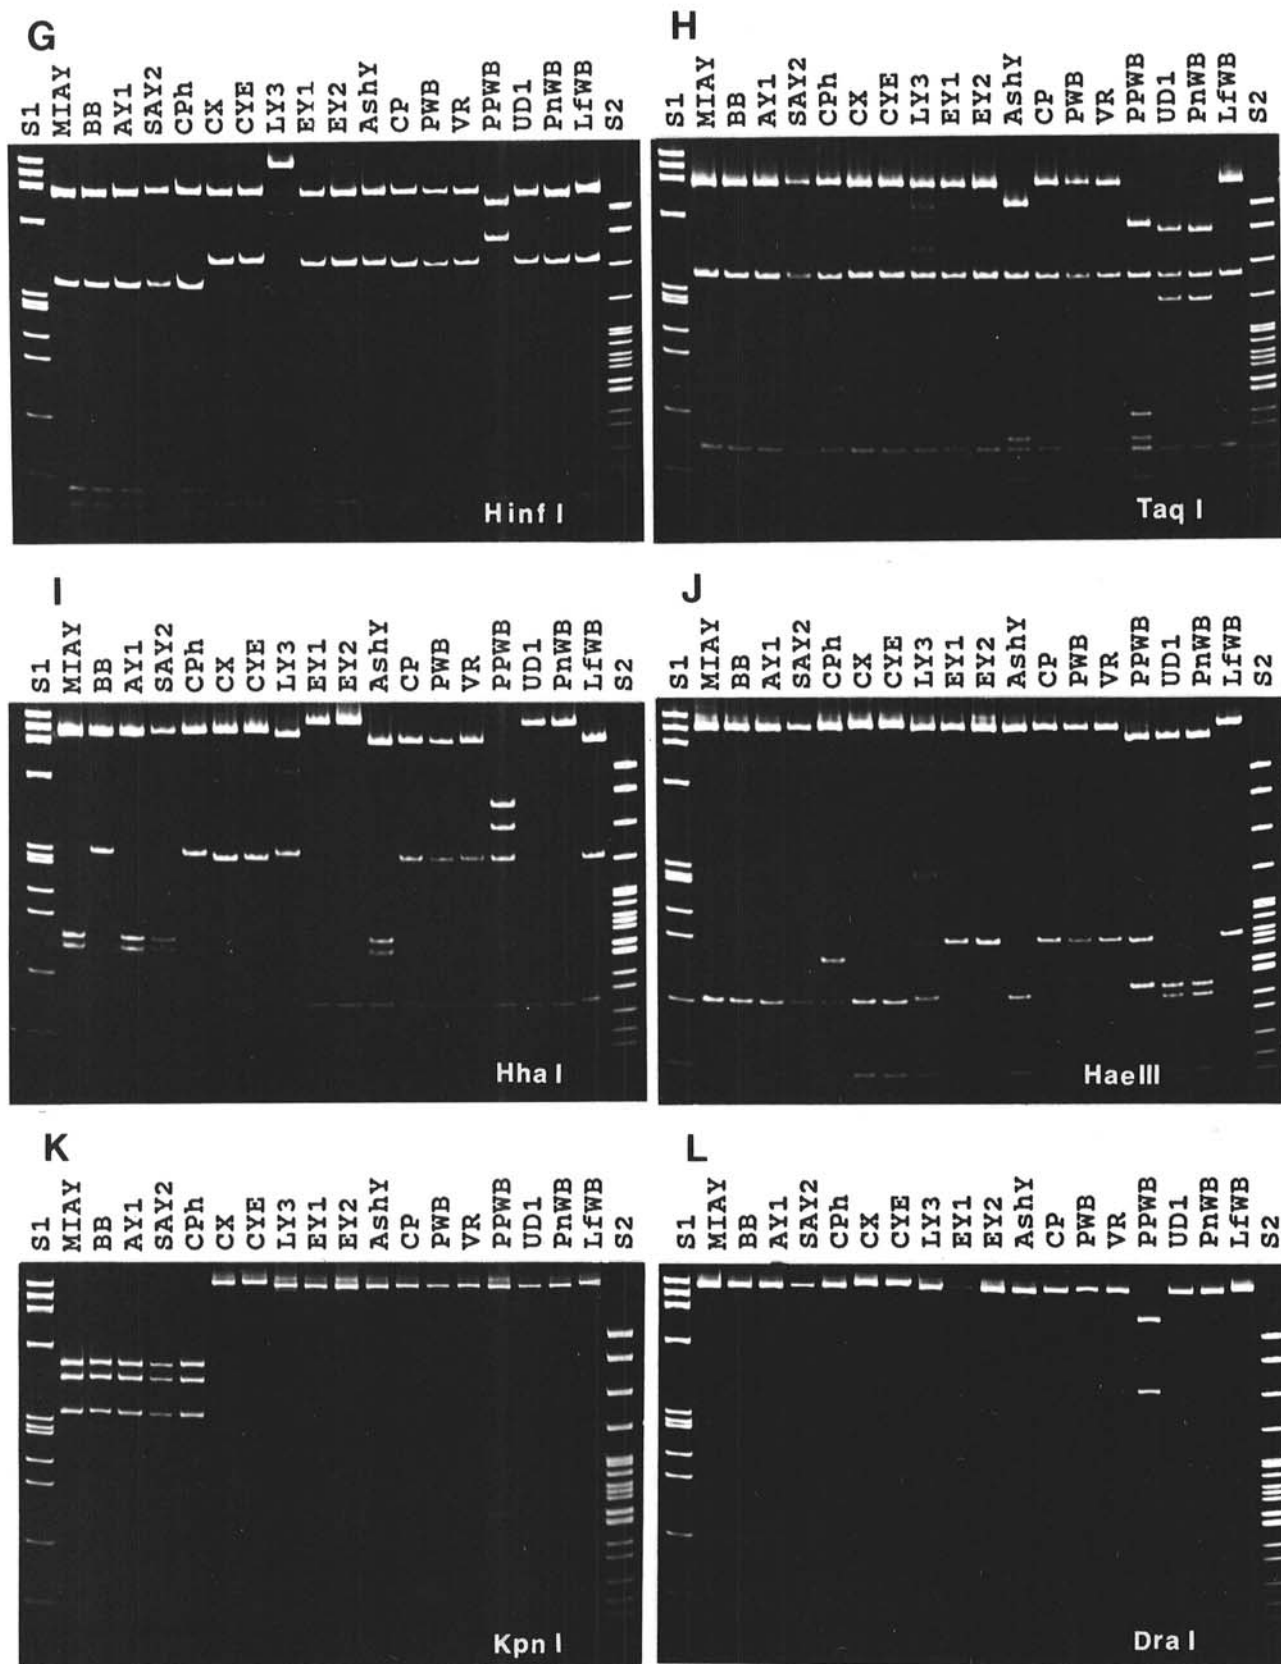 G
S1 MIAY BB AY1 SAY2 CPh CX CYE LY3 EY1 EY2 AshY CP PWB VR PPWB UD1 PnWB LfWB S2
Hinf I
H
S1 MIAY BB AY1 SAY2 CPh CX CYE LY3 EY1 EY2 AshY CP PWB VR PPWB UD1 PnWB LfWB S2
Taq I
I
S1 MIAY BB AY1 SAY2 CPh CX CYE LY3 EY1 EY2 AshY CP PWB VR PPWB UD1 PnWB LfWB S2
Hha I
J
S1 MIAY BB AY1 SAY2 CPh CX CYE LY3 EY1 EY2 AshY CP PWB VR PPWB UD1 PnWB LfWB S2
HaeIII
K
S1 MIAY BB AY1 SAY2 CPh CX CYE LY3 EY1 EY2 AshY CP PWB VR PPWB UD1 PnWB LfWB S2
Kpn I
L
S1 MIAY BB AY1 SAY2 CPh CX CYE LY3 EY1 EY2 AshY CP PWB VR PPWB UD1 PnWB LfWB S2
Dra I